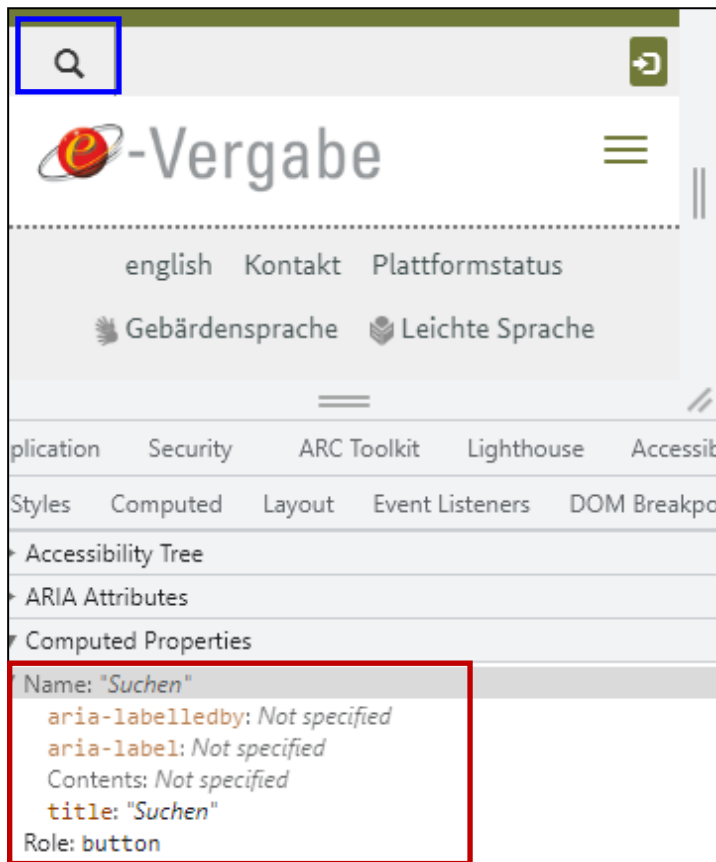 e-Vergabe
english Kontakt Plattformstatus
Gebärdensprache Leichte Sprache
plication Security ARC Toolkit Lighthouse Accessib
Styles Computed Layout Event Listeners DOM Breakpo
Accessibility Tree
ARIA Attributes
Computed Properties
Name: "Suchen"
aria-labelledby: Not specified
aria-label: Not specified
Contents: Not specified
title: "Suchen"
Role: button